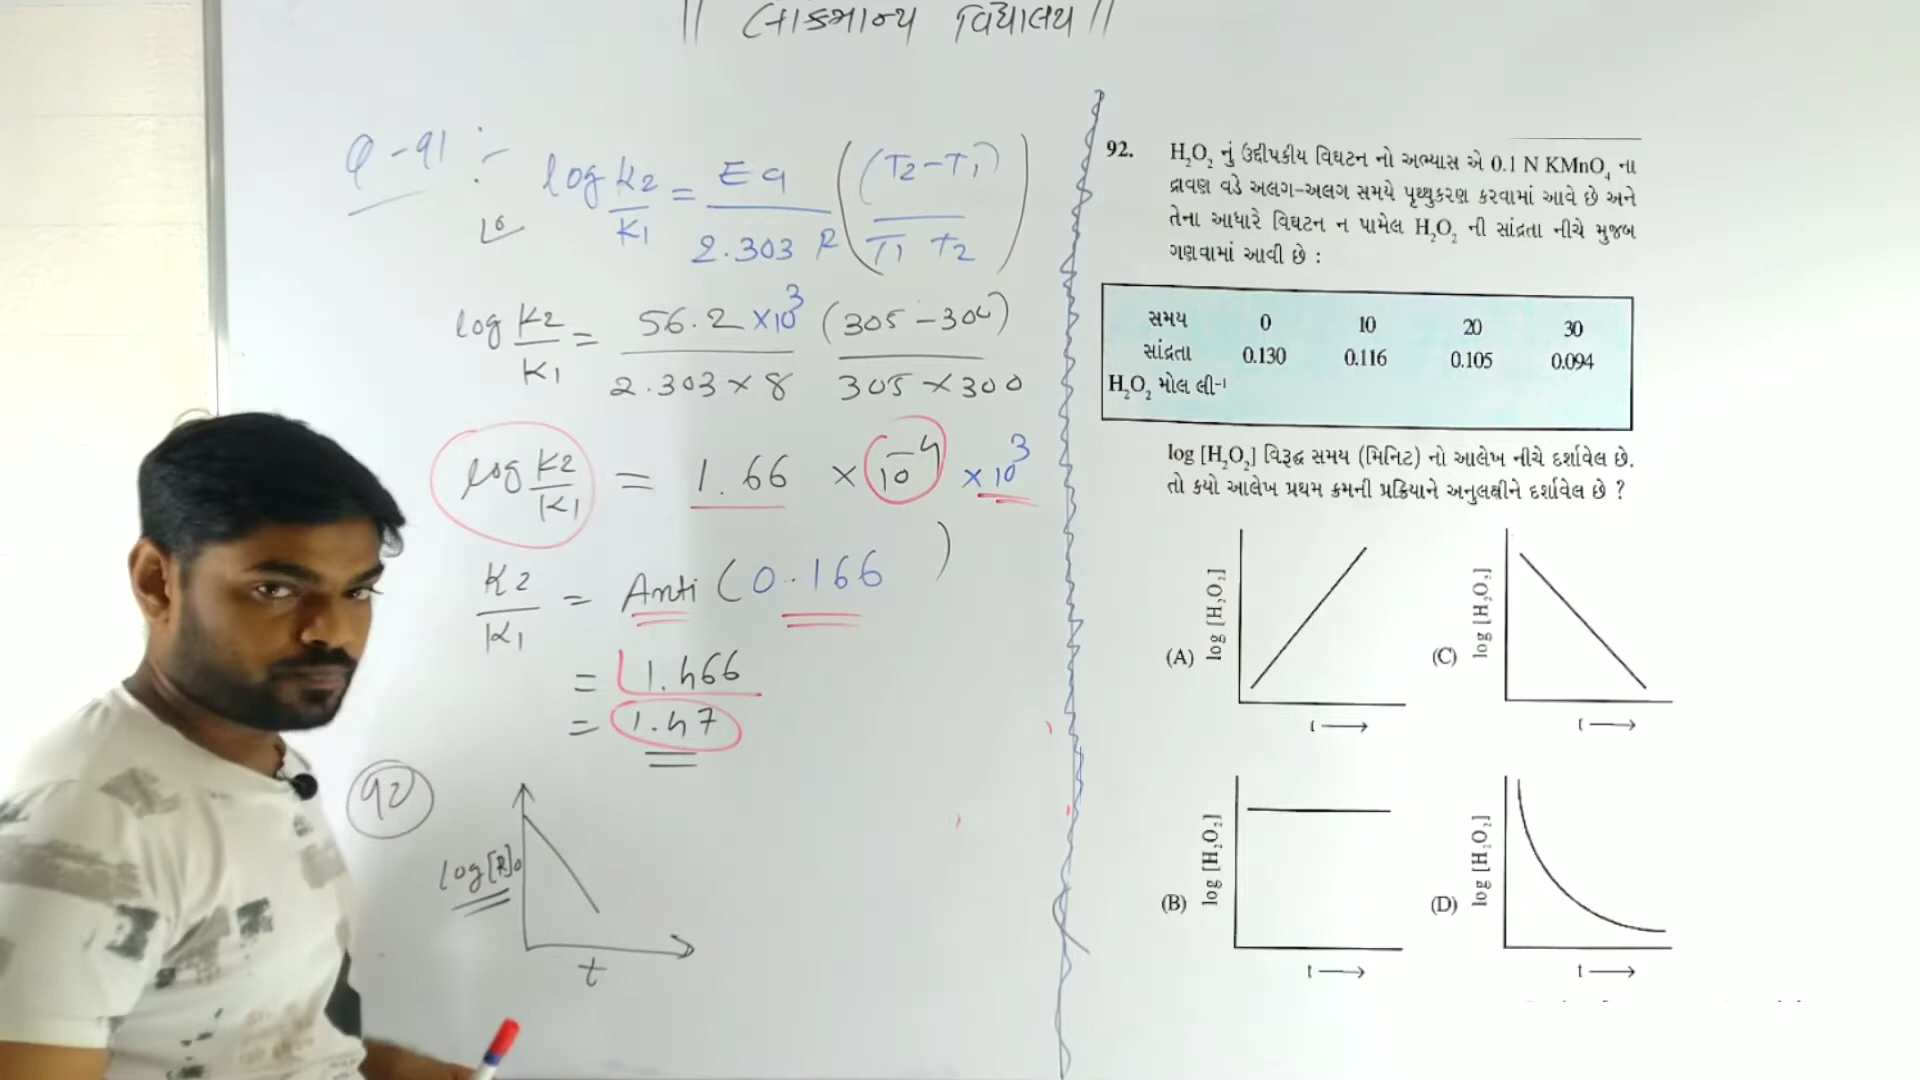 || લોકમાન્ય વિદ્યાલય ||
Q-91 :-
log K2/K1 = Ea/2.303 R ((T2-T1)/T1 T2)
log K2/K1 = 56.2 ×10³/2.303 × 8 (305-300)/305 × 300
log K2/K1 = 1.66 × 10⁻⁴ × 10³
K2/K1 = Anti (0.166)
= 1.466
= 1.47
92
log[R]₀
t
92. H₂O₂ નું ઉદ્દીપકીય વિઘટન નો અભ્યાસ એ 0.1 N KMnO₄ ના
દ્રાવણ વડે અલગ-અલગ સમયે પૃથ્થુકરણ કરવામાં આવે છે અને
તેના આધારે વિઘટન ન પામેલ H₂O₂ ની સાંદ્રતા નીચે મુજબ
ગણવામાં આવી છે :
સમય 0 10 20 30
સાંદ્રતા 0.130 0.116 0.105 0.094
H₂O₂ મોલ લી⁻¹
log [H₂O₂] વિરૂદ્ધ સમય (મિનિટ) નો આલેખ નીચે દર્શાવેલ છે.
તો કયો આલેખ પ્રથમ ક્રમની પ્રક્રિયાને અનુલક્ષીને દર્શાવેલ છે ?
(A) log [H₂O₂]
t ⟶
(C) log [H₂O₂]
t ⟶
(B) log [H₂O₂]
t ⟶
(D) log [H₂O₂]
t ⟶